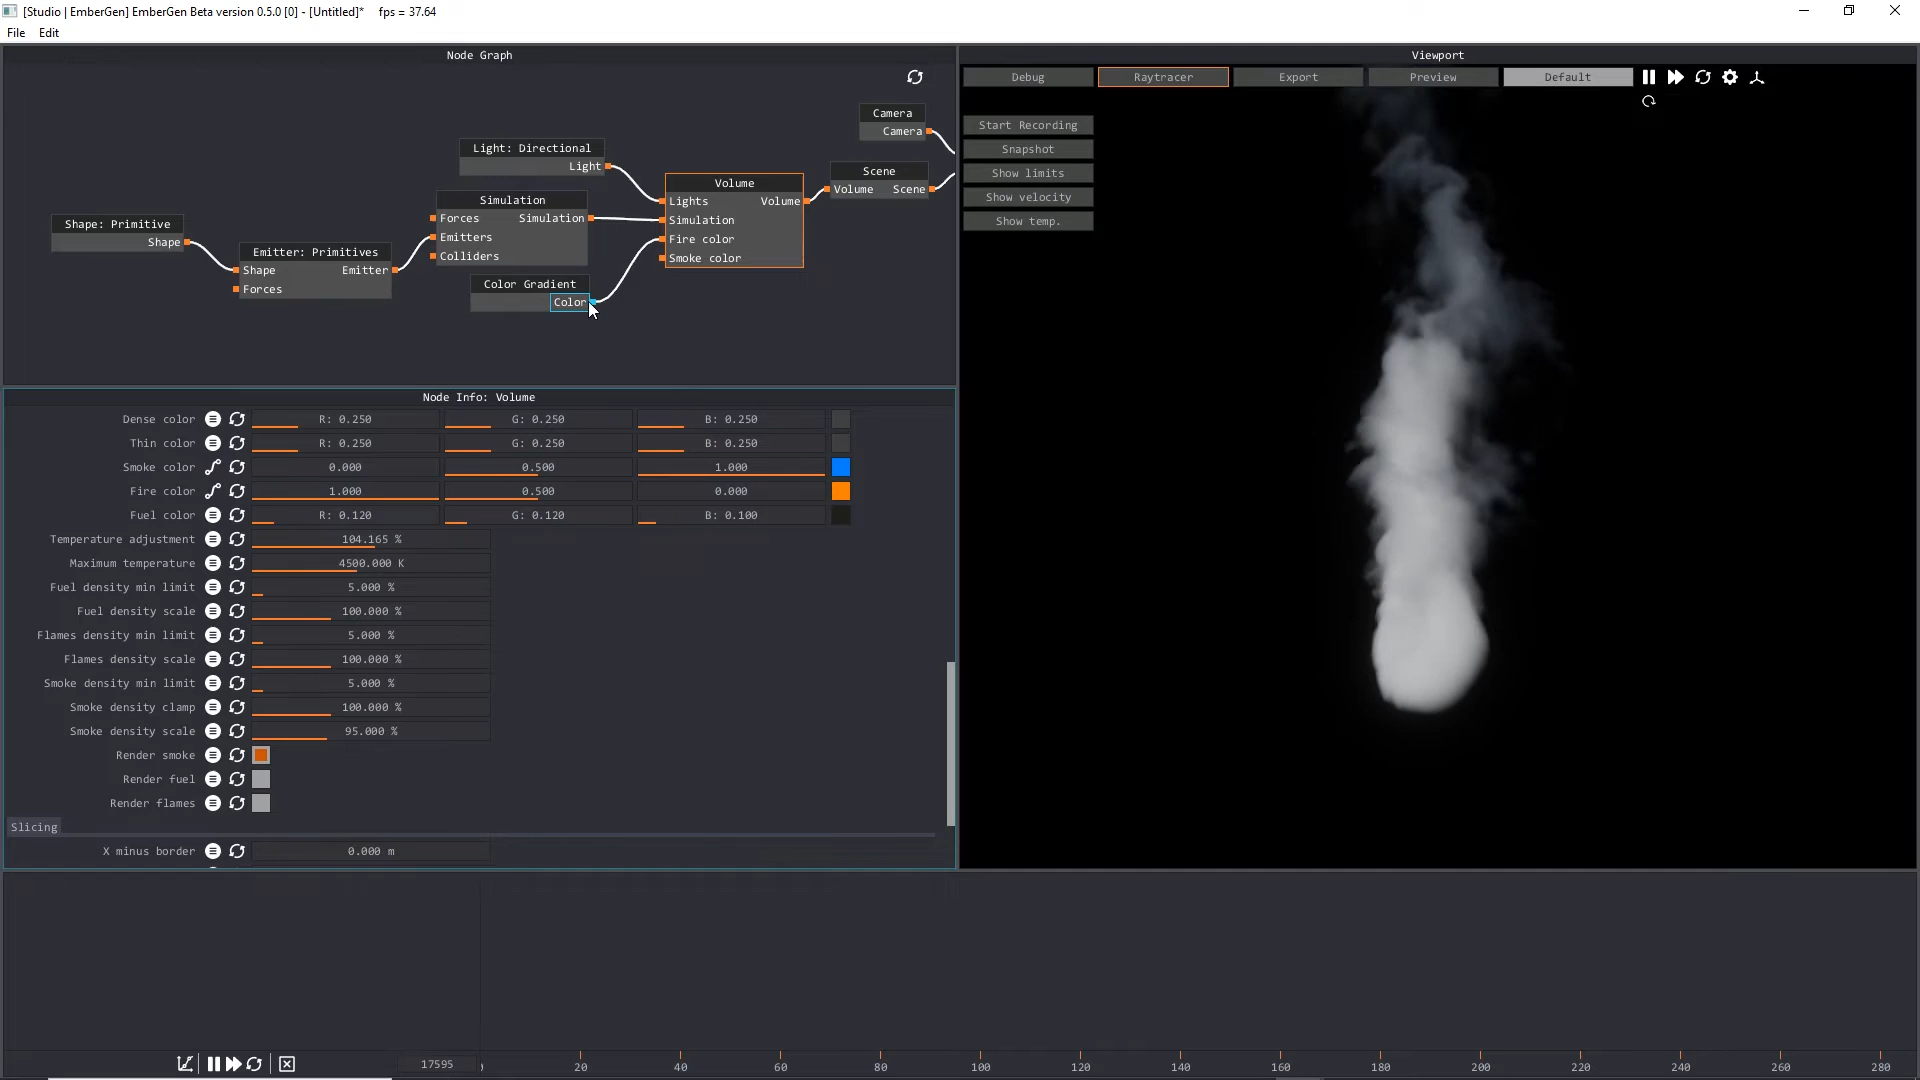 [Studio | EmberGen] EmberGen Beta version 0.5.0 [0] - [Untitled]* fps = 37.64
File Edit
Node Graph
Camera
Camera
Light: Directional
Light
Scene
Volume Scene
Volume
Lights Volume
Simulation
Fire color
Smoke color
Simulation
Forces Simulation
Emitters
Colliders
Shape: Primitive
Shape
Emitter: Primitives
Shape Emitter
Forces
Color Gradient
Color
Viewport
Debug Raytracer Export Preview Default
Start Recording
Snapshot
Show limits
Show velocity
Show temp.
Node Info: Volume
Dense color R: 0.250 G: 0.250 B: 0.250
Thin color R: 0.250 G: 0.250 B: 0.250
Smoke color 0.000 0.500 1.000
Fire color 1.000 0.500 0.000
Fuel color R: 0.120 G: 0.120 B: 0.100
Temperature adjustment 104.165 %
Maximum temperature 4500.000 K
Fuel density min limit 5.000 %
Fuel density scale 100.000 %
Flames density min limit 5.000 %
Flames density scale 100.000 %
Smoke density min limit 5.000 %
Smoke density clamp 100.000 %
Smoke density scale 95.000 %
Render smoke
Render fuel
Render flames
Slicing
X minus border 0.000 m
17595 20 40 60 80 100 120 140 160 180 200 220 240 260 280